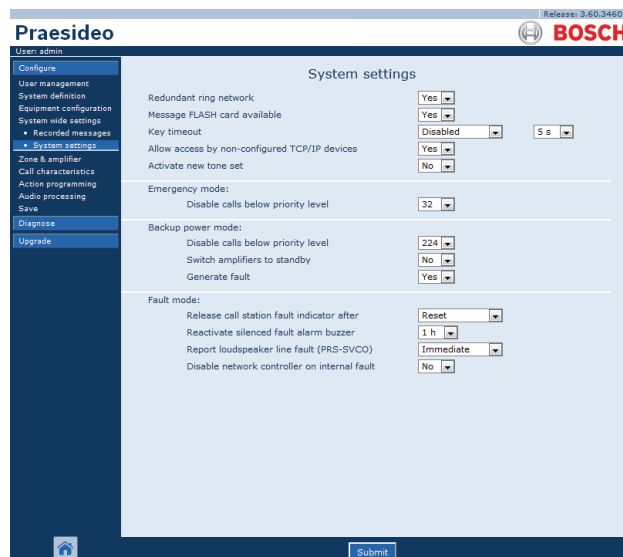 Release: 3.60.3460
Praesideo
BOSCH
User: admin
Configure
User management
System definition
Equipment configuration
System wide settings
• Recorded messages
• System settings
Zone & amplifier
Call characteristics
Action programming
Audio processing
Save
Diagnose
Upgrade
System settings
Redundant ring network Yes
Message FLASH card available Yes
Key timeout Disabled 5 s
Allow access by non-configured TCP/IP devices Yes
Activate new tone set No
Emergency mode:
Disable calls below priority level 32
Backup power mode:
Disable calls below priority level 224
Switch amplifiers to standby No
Generate fault Yes
Fault mode:
Release call station fault indicator after Reset
Reactivate silenced fault alarm buzzer 1 h
Report loudspeaker line fault (PRS-SVCO) Immediate
Disable network controller on internal fault No
Submit